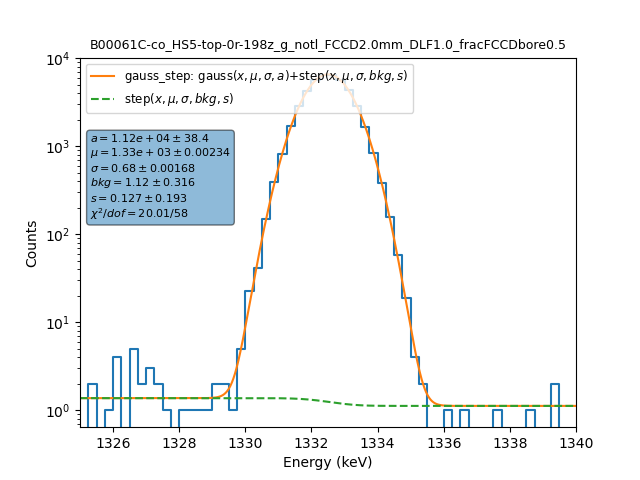 B00061C-co_HS5-top-0r-198z_g_notl_FCCD2.0mm_DLF1.0_fracFCCDbore0.5
gauss_step: gauss(x, μ, σ, a)+step(x, μ, σ, bkg, s)
step(x, μ, σ, bkg, s)
a = 1.12e + 04 ± 38.4
μ = 1.33e + 03 ± 0.00234
σ = 0.68 ± 0.00168
bkg = 1.12 ± 0.316
s = 0.127 ± 0.193
χ²/dof = 20.01/58
10⁴
10³
10²
10¹
10⁰
Counts
1326 1328 1330 1332 1334 1336 1338 1340
Energy (keV)